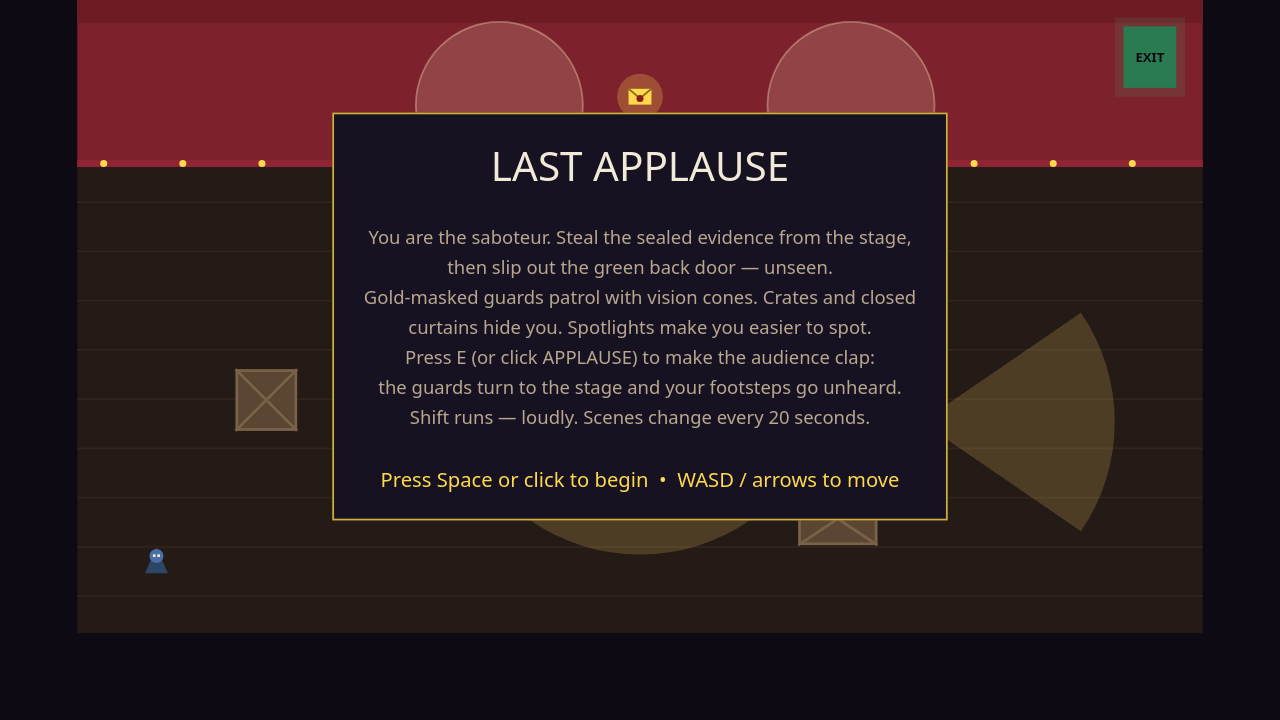 EXIT
LAST APPLAUSE
You are the saboteur. Steal the sealed evidence from the stage,
then slip out the green back door — unseen.
Gold-masked guards patrol with vision cones. Crates and closed
curtains hide you. Spotlights make you easier to spot.
Press E (or click APPLAUSE) to make the audience clap:
the guards turn to the stage and your footsteps go unheard.
Shift runs — loudly. Scenes change every 20 seconds.
Press Space or click to begin • WASD / arrows to move